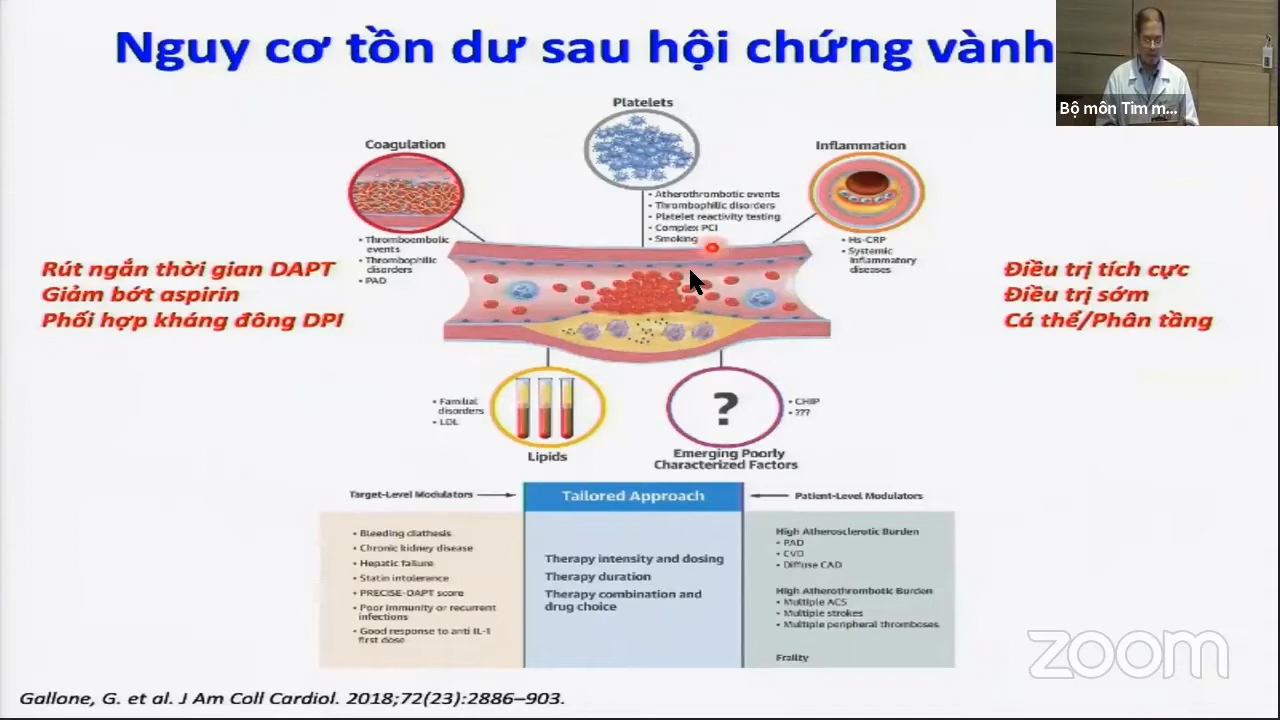 Nguy cơ tồn dư sau hội chứng vành
Bộ môn Tim m...
Platelets
Coagulation
Inflammation
• Atherothrombotic events
• Thrombophilic disorders
• Platelet reactivity testing
• Complex PCI
• Smoking
• Thromboembolic
events
• Thrombophilic
disorders
• PAD
• Hs-CRP
• Systemic
inflammatory
diseases
Rút ngắn thời gian DAPT
Giảm bớt aspirin
Phối hợp kháng đông DPI
Điều trị tích cực
Điều trị sớm
Cá thể/Phân tầng
• Familial
disorders
• LDL
?
• CHIP
• ???
Lipids
Emerging Poorly
Characterized Factors
Target-Level Modulators
Tailored Approach
Patient-Level Modulators
• Bleeding diathesis
• Chronic kidney disease
• Hepatic failure
• Statin intolerance
• PRECISE-DAPT score
• Poor immunity or recurrent
infections
• Good response to anti IL-1
first dose
Therapy intensity and dosing
Therapy duration
Therapy combination and
drug choice
High Atherosclerotic Burden
• PAD
• CVD
• Diffuse CAD
High Atherothrombotic Burden
• Multiple ACS
• Multiple strokes
• Multiple peripheral thromboses
Frailty
zoom
Gallone, G. et al. J Am Coll Cardiol. 2018;72(23):2886–903.